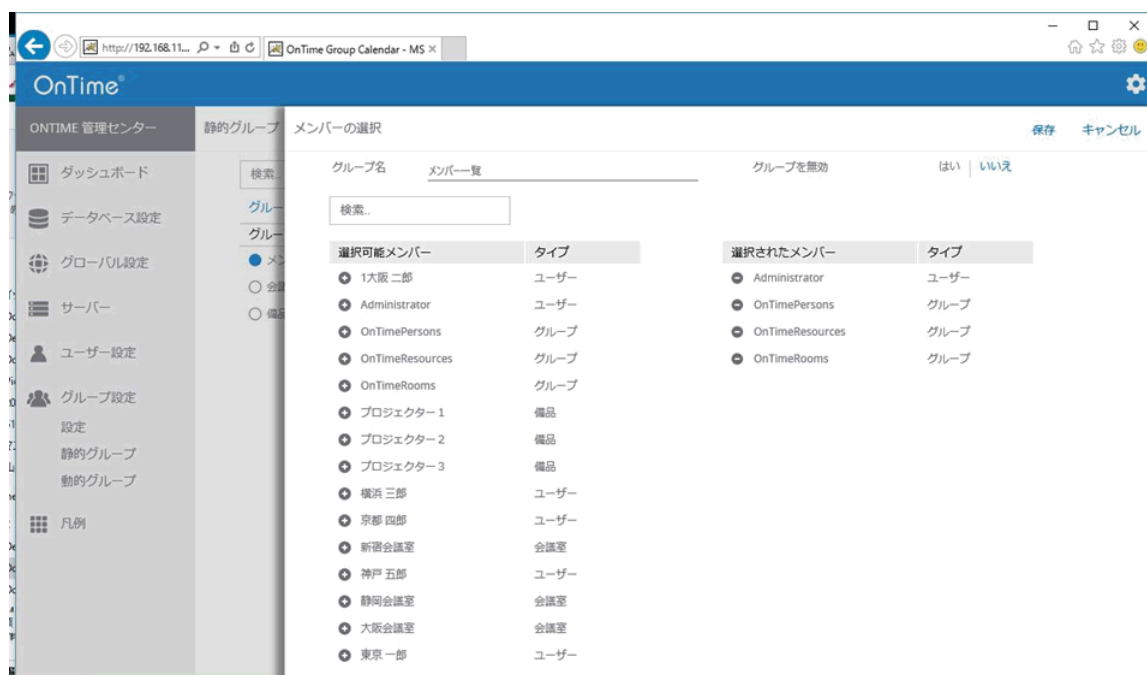 http://192.168.11...
OnTime Group Calendar - MS
OnTime®
ONTIME 管理センター
静的グループ
メンバーの選択
保存
キャンセル
ダッシュボード
データベース設定
グローバル設定
サーバー
ユーザー設定
グループ設定
設定
静的グループ
動的グループ
凡例
検索..
グルー
グルー
グループ名
メンバー一覧
グループを無効
はい | いいえ
検索..
選択可能メンバー タイプ
1大阪 二郎 ユーザー
Administrator ユーザー
OnTimePersons グループ
OnTimeResources グループ
OnTimeRooms グループ
プロジェクター 1 備品
プロジェクター 2 備品
プロジェクター 3 備品
横浜 三郎 ユーザー
京都 四郎 ユーザー
新宿会議室 会議室
神戸 五郎 ユーザー
静岡会議室 会議室
大阪会議室 会議室
東京 一郎 ユーザー
選択されたメンバー タイプ
Administrator ユーザー
OnTimePersons グループ
OnTimeResources グループ
OnTimeRooms グループ